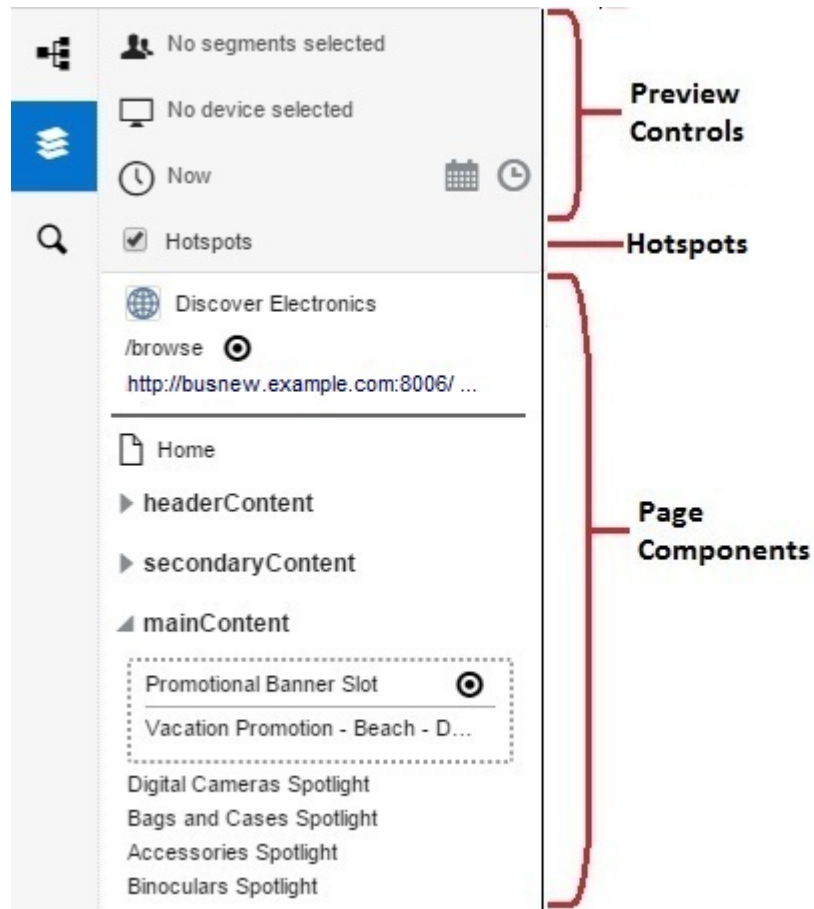 No segments selected
No device selected
Now
Hotspots
Discover Electronics
/browse
http://busnew.example.com:8006/ ...
Home
headerContent
secondaryContent
mainContent
Promotional Banner Slot
Vacation Promotion - Beach - D...
Digital Cameras Spotlight
Bags and Cases Spotlight
Accessories Spotlight
Binoculars Spotlight
Preview
Controls
Hotspots
Page
Components